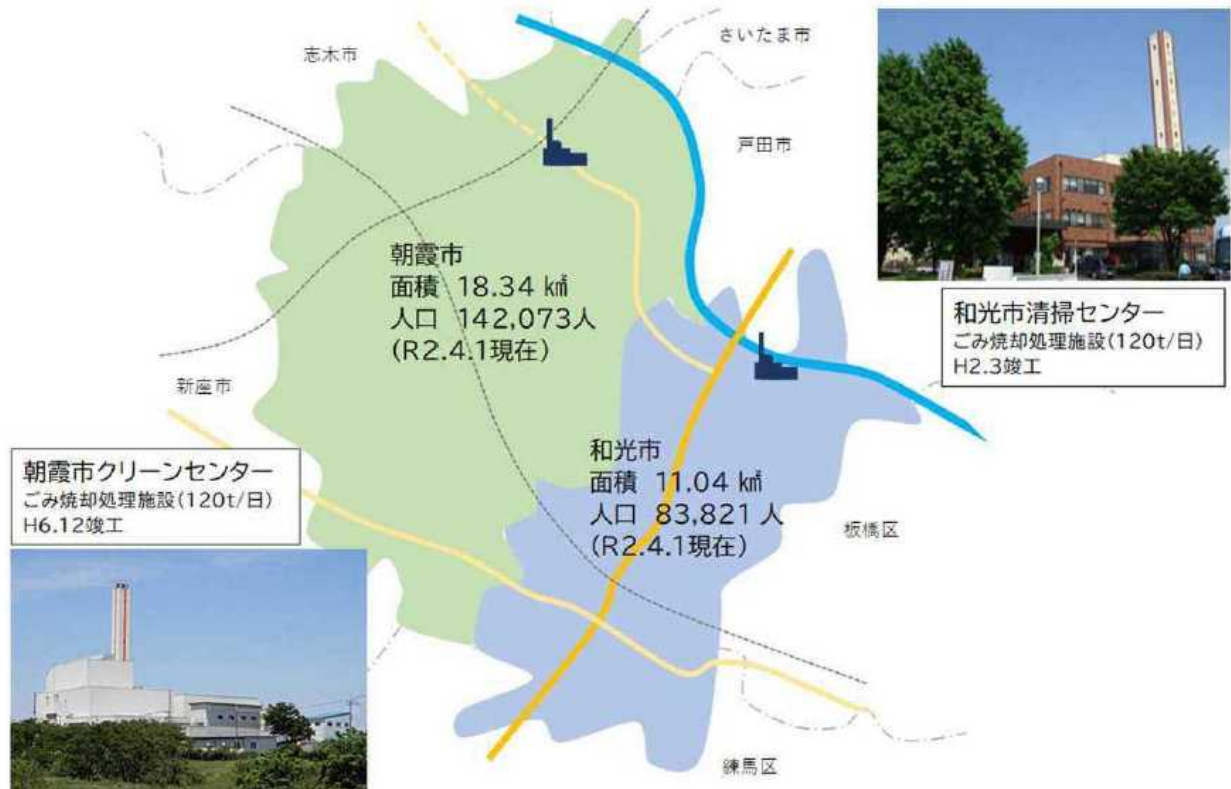 志木市
さいたま市
戸田市
朝霞市
面積 18.34 ㎢
人口 142,073人
(R2.4.1現在)
和光市清掃センター
ごみ焼却処理施設(120t/日)
H2.3竣工
新座市
朝霞市クリーンセンター
ごみ焼却処理施設(120t/日)
H6.12竣工
和光市
面積 11.04 ㎢
人口 83,821 人
(R2.4.1現在)
板橋区
練馬区